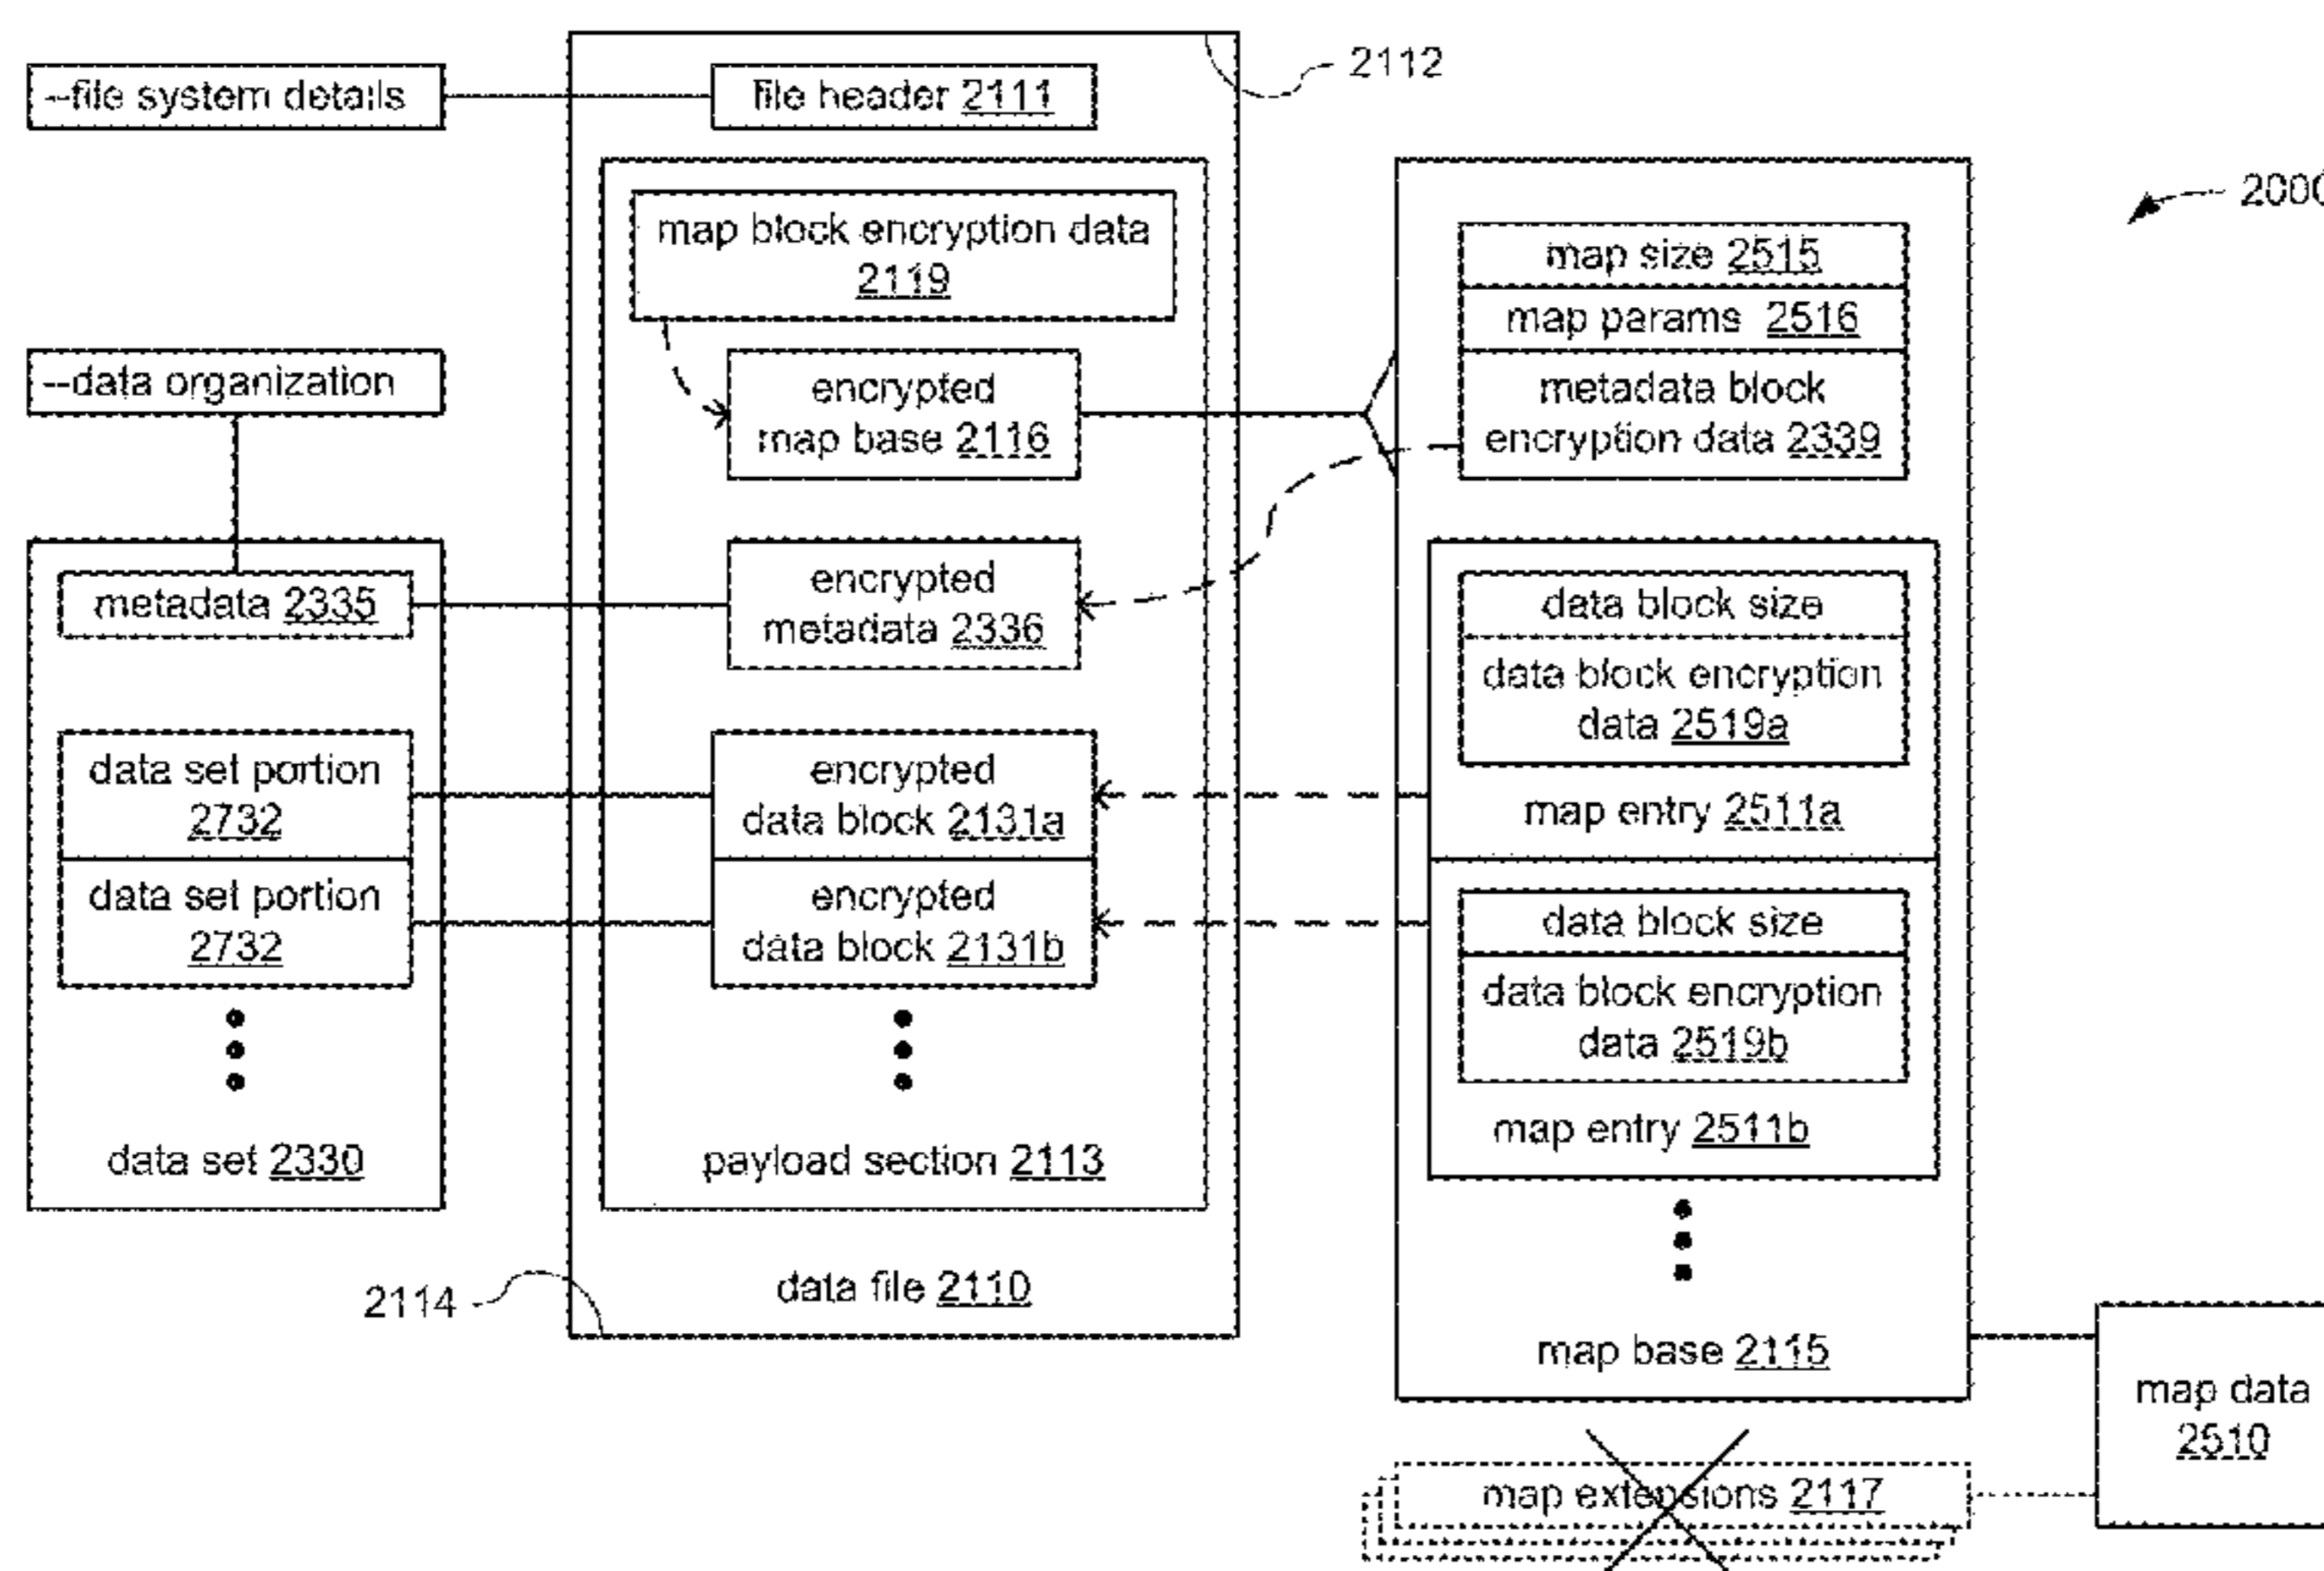 --file system details
file header 2111
2112
map block encryption data
2119
2000
map size 2515
map params 2516
--data organization
encrypted
map base 2116
metadata block
encryption data 2339
metadata 2335
encrypted
metadata 2336
data block size
data block encryption
data 2519a
map entry 2511a
data set portion
2732
encrypted
data block 2131a
data set portion
2732
encrypted
data block 2131b
data block size
data block encryption
data 2519b
map entry 2511b
data set 2330
payload section 2113
2114
data file 2110
map base 2115
map data
2510
map extensions 2117